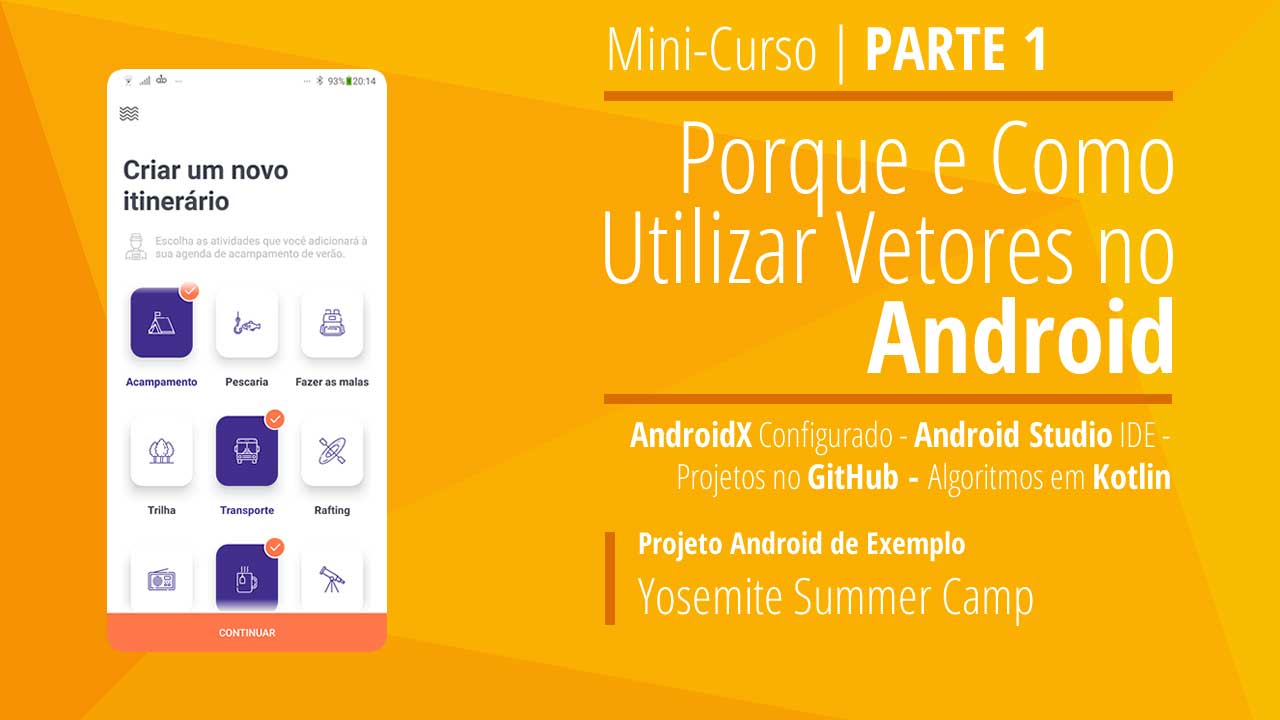 Mini-Curso | PARTE 1
Porque e Como
Utilizar Vetores no
Android
AndroidX Configurado - Android Studio IDE -
Projetos no GitHub - Algoritmos em Kotlin
Projeto Android de Exemplo
Yosemite Summer Camp
93% 20:14
Criar um novo
itinerário
Escolha as atividades que você adicionará à
sua agenda de acampamento de verão.
Acampamento Pescaria Fazer as malas
Trilha Transporte Rafting
CONTINUAR